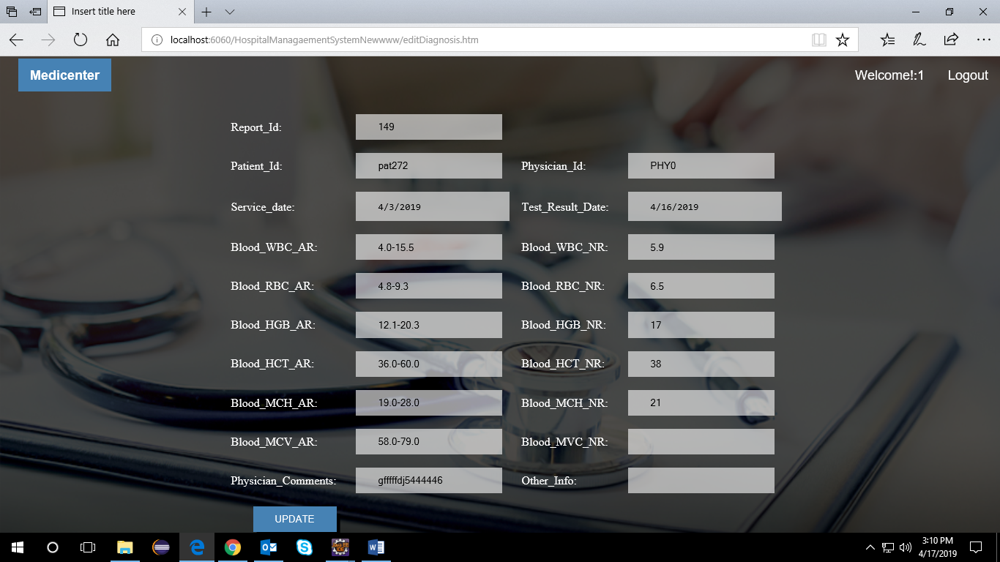 Insert title here
localhost:6060/HospitalManagaementSystemNewwww/editDiagnosis.htm
Medicenter
Welcome!:1 Logout
Report_Id: 149
Patient_Id: pat272 Physician_Id: PHY0
Service_date: 4/3/2019 Test_Result_Date: 4/16/2019
Blood_WBC_AR: 4.0-15.5 Blood_WBC_NR: 5.9
Blood_RBC_AR: 4.8-9.3 Blood_RBC_NR: 6.5
Blood_HGB_AR: 12.1-20.3 Blood_HGB_NR: 17
Blood_HCT_AR: 36.0-60.0 Blood_HCT_NR: 38
Blood_MCH_AR: 19.0-28.0 Blood_MCH_NR: 21
Blood_MCV_AR: 58.0-79.0 Blood_MVC_NR:
Physician_Comments: gfffffdj5444446 Other_Info:
UPDATE
3:10 PM
4/17/2019